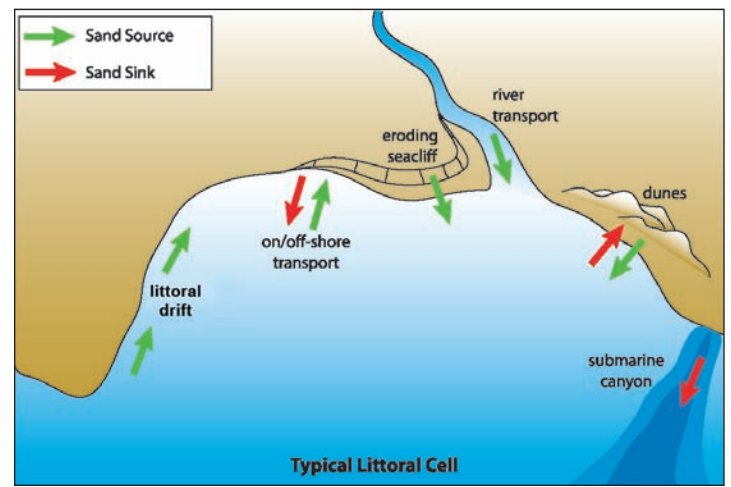 Sand Source
Sand Sink
river
transport
eroding
seacliff
dunes
on/off-shore
transport
littoral
drift
submarine
canyon
Typical Littoral Cell